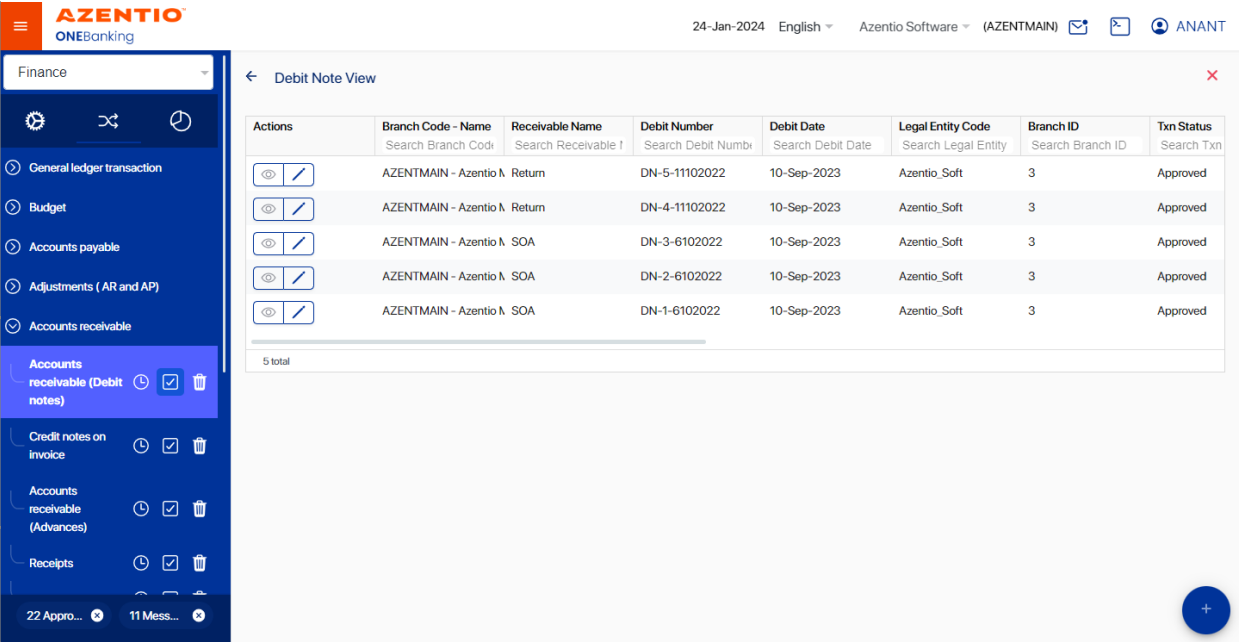 AZENTIO
ONEBanking
24-Jan-2024 English Azentio Software (AZENTMAIN) ANANT
Finance
Debit Note View
General ledger transaction
Budget
Accounts payable
Adjustments ( AR and AP)
Accounts receivable
Accounts
receivable (Debit
notes)
Credit notes on
invoice
Accounts
receivable
(Advances)
Receipts
22 Appro... 11 Mess...
Actions Branch Code - Name Receivable Name Debit Number Debit Date Legal Entity Code Branch ID Txn Status
Search Branch Code Search Receivable N Search Debit Numbe Search Debit Date Search Legal Entity Search Branch ID Search Txn
AZENTMAIN - Azentio M Return DN-5-11102022 10-Sep-2023 Azentio_Soft 3 Approved
AZENTMAIN - Azentio M Return DN-4-11102022 10-Sep-2023 Azentio_Soft 3 Approved
AZENTMAIN - Azentio M SOA DN-3-6102022 10-Sep-2023 Azentio_Soft 3 Approved
AZENTMAIN - Azentio M SOA DN-2-6102022 10-Sep-2023 Azentio_Soft 3 Approved
AZENTMAIN - Azentio M SOA DN-1-6102022 10-Sep-2023 Azentio_Soft 3 Approved
5 total